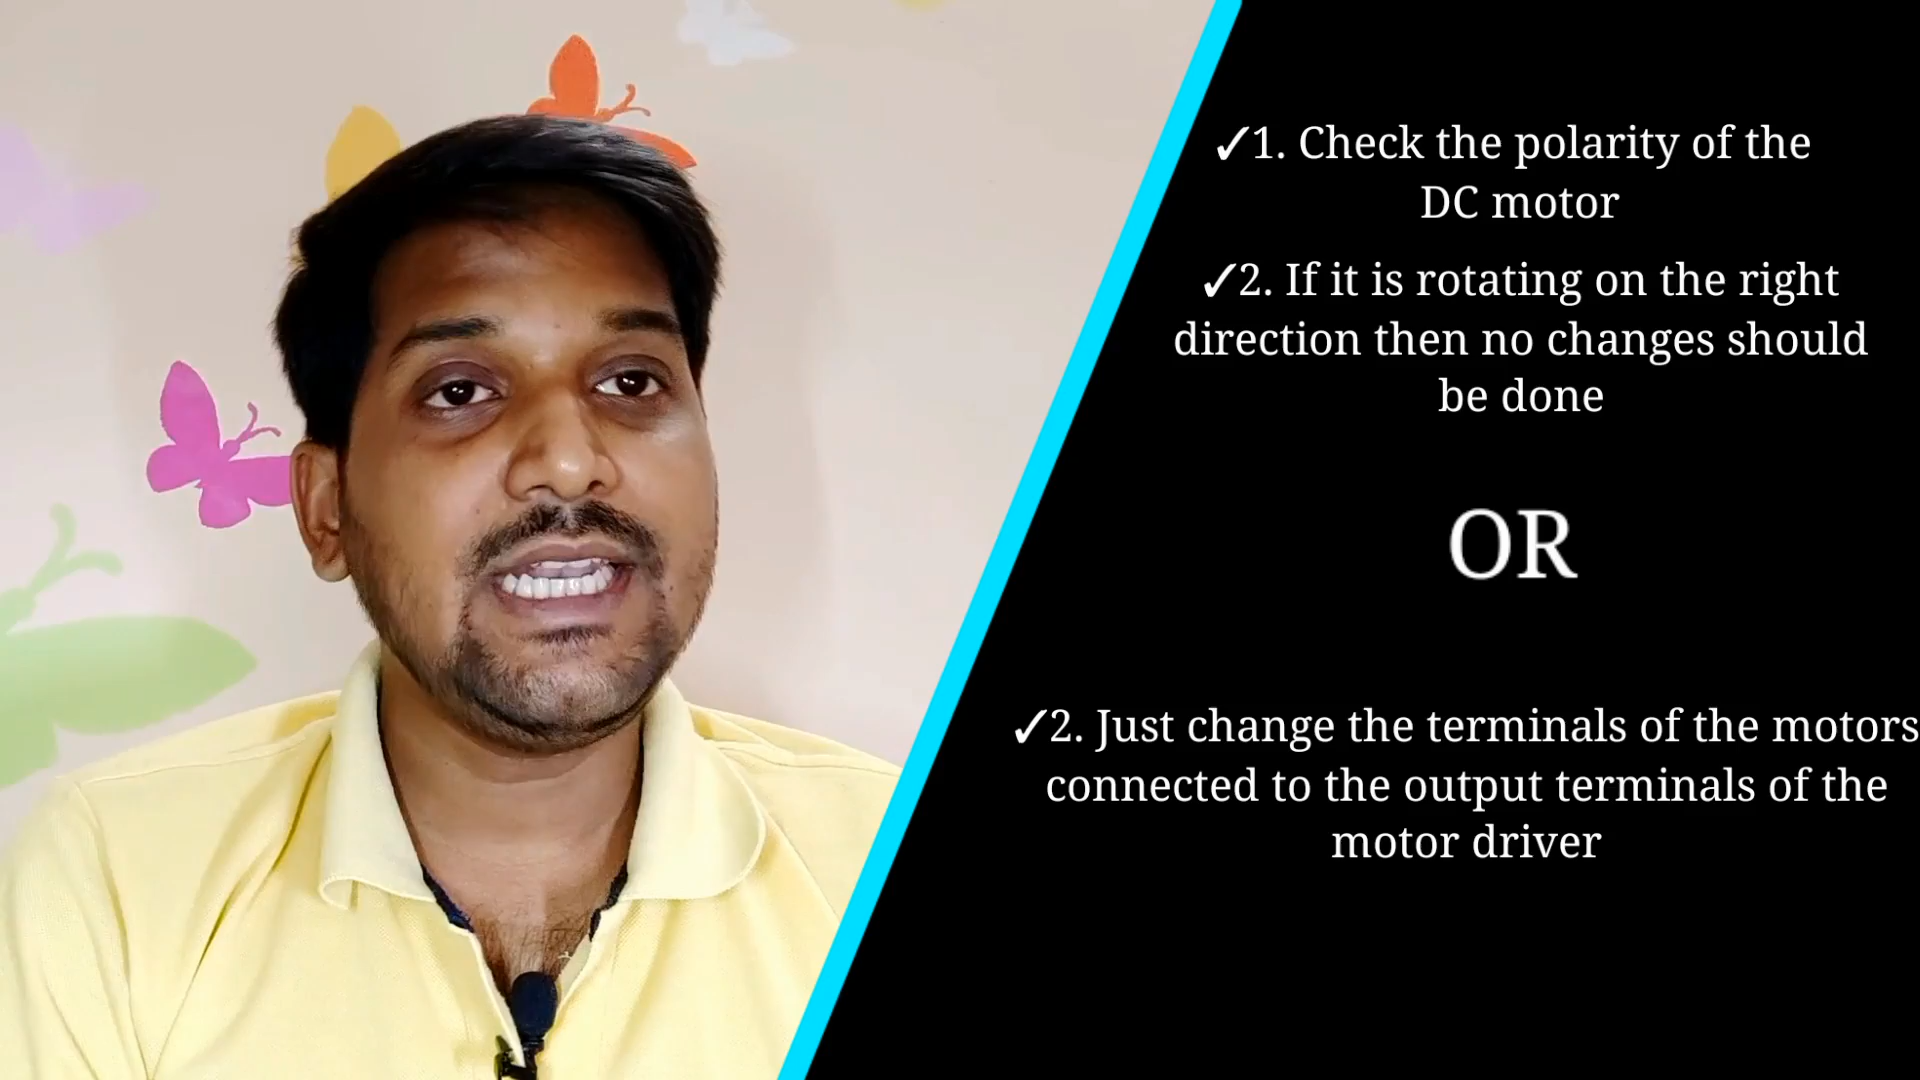 ✓1. Check the polarity of the
DC motor
✓2. If it is rotating on the right
direction then no changes should
be done
OR
✓2. Just change the terminals of the motors
connected to the output terminals of the
motor driver